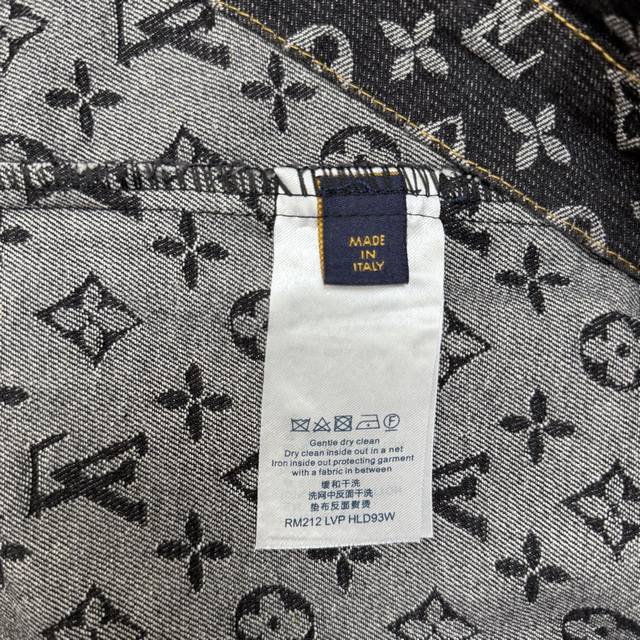 MADE
IN
ITALY
Gentle dry clean
Dry clean inside out in a net
Iron inside out protecting garment
with a fabric in between
缓和干洗
洗网中反面干洗
垫布反面熨烫
RM212 LVP HLD93W